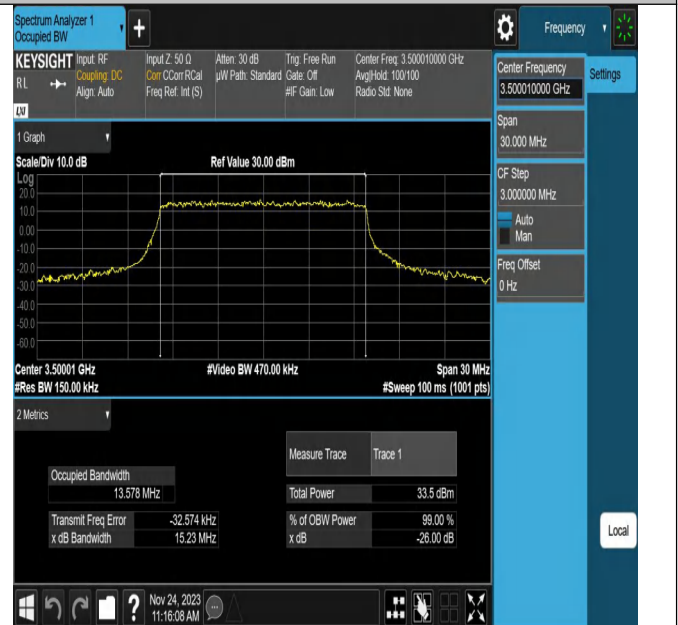 Spectrum Analyzer 1
Occupied BW
+
Frequency
KEYSIGHT
RL
LXI
Input: RF
Coupling: DC
Align: Auto
Input Z: 50 Ω
Corr CCorr RCal
Freq Ref: Int (S)
Atten: 30 dB
µW Path: Standard
Trig: Free Run
Gate: Off
#IF Gain: Low
Center Freq: 3.500010000 GHz
Avg|Hold: 100/100
Radio Std: None
1 Graph
Scale/Div 10.0 dB
Ref Value 30.00 dBm
Log
20.0
10.0
0.00
-10.0
-20.0
-30.0
-40.0
-50.0
-60.0
Center 3.50001 GHz
#Video BW 470.00 kHz
Span 30 MHz
#Res BW 150.00 kHz
#Sweep 100 ms (1001 pts)
2 Metrics
Measure Trace
Trace 1
Occupied Bandwidth
13.578 MHz
Total Power
33.5 dBm
Transmit Freq Error
-32.574 kHz
% of OBW Power
99.00 %
x dB Bandwidth
15.23 MHz
x dB
-26.00 dB
Center Frequency
3.500010000 GHz
Settings
Span
30.000 MHz
CF Step
3.000000 MHz
Auto
Man
Freq Offset
0 Hz
Local
?
Nov 24, 2023
11:16:08 AM